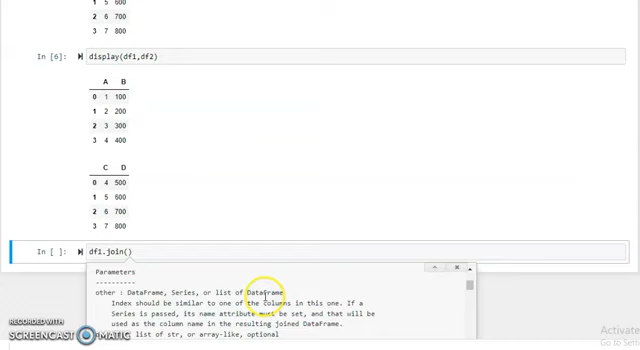 1 5 600
2 6 700
3 7 800
In [6]: display(df1,df2)
A B
0 1 100
1 2 200
2 3 300
3 4 400
C D
0 4 500
1 5 600
2 6 700
3 7 800
In [ ]: df1.join()
Parameters
----------
other : DataFrame, Series, or list of DataFrame
Index should be similar to one of the columns in this one. If a
Series is passed, its name attribute must be set, and that will be
used as the column name in the resulting joined DataFrame.
list of str, or array-like, optional
Activate
Go to Setti
RECORDED WITH
SCREENCAST MATIC